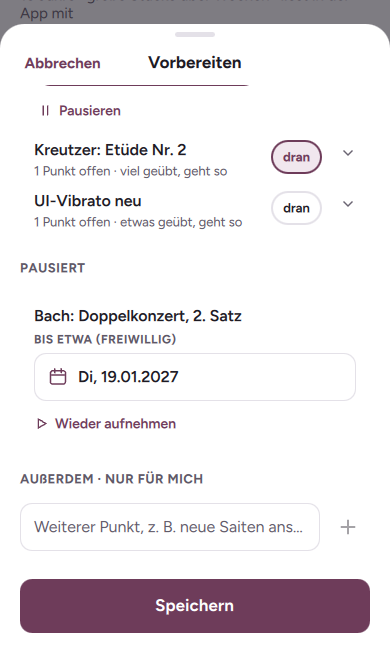 App mit
Abbrechen
Vorbereiten
Pausieren
Kreutzer: Etüde Nr. 2
1 Punkt offen · viel geübt, geht so
dran
UI-Vibrato neu
1 Punkt offen · etwas geübt, geht so
dran
PAUSIERT
Bach: Doppelkonzert, 2. Satz
BIS ETWA (FREIWILLIG)
Di, 19.01.2027
Wieder aufnehmen
AUẞERDEM · NUR FÜR MICH
Weiterer Punkt, z. B. neue Saiten ans...
Speichern